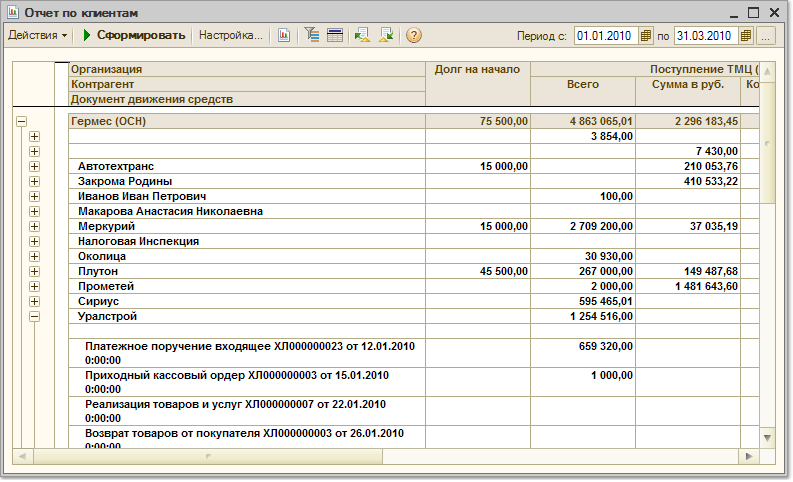 Отчет по клиентам
Действия Сформировать Настройка... ? Период с: 01.01.2010 по 31.03.2010 ...
Организация Долг на начало Поступление ТМЦ (
Контрагент Всего Сумма в руб. Ко
Документ движения средств
Гермес (ОСН) 75 500,00 4 863 065,01 2 296 183,45
3 854,00
7 430,00
Автотехтранс 15 000,00 210 053,76
Закрома Родины 410 533,22
Иванов Иван Петрович 100,00
Макарова Анастасия Николаевна
Меркурий 15 000,00 2 709 200,00 37 035,19
Налоговая Инспекция
Околица 30 930,00
Плутон 45 500,00 267 000,00 149 487,68
Прометей 2 000,00 1 481 643,60
Сириус 595 465,01
Уралстрой 1 254 516,00
Платежное поручение входящее ХЛ000000023 от 12.01.2010 659 320,00
0:00:00
Приходный кассовый ордер ХЛ000000003 от 15.01.2010 1 000,00
0:00:00
Реализация товаров и услуг ХЛ000000007 от 22.01.2010
0:00:00
Возврат товаров от покупателя ХЛ000000003 от 26.01.2010
0:00:00